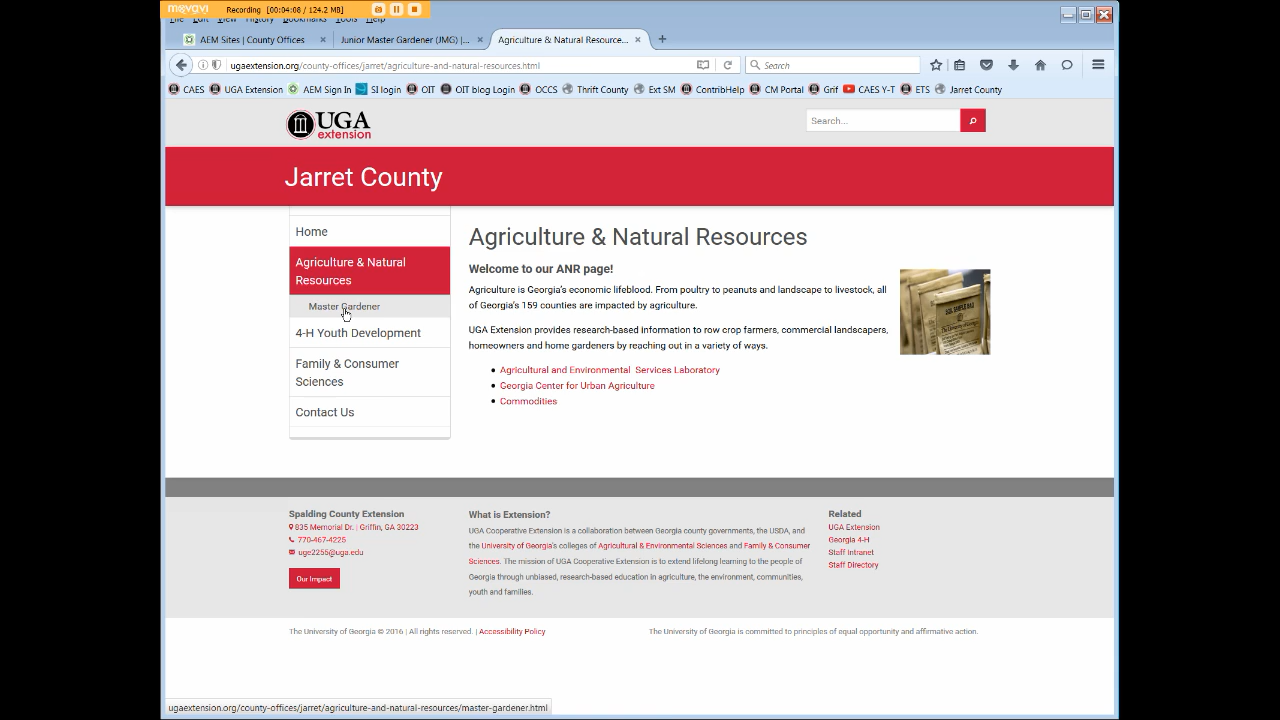 movavi
Recording [00:04:08 / 124.2 MB]
File Edit View History Bookmarks Tools Help
AEM Sites | County Offices
Junior Master Gardener (JMG) |...
Agriculture & Natural Resource...
ugaextension.org/county-offices/jarret/agriculture-and-natural-resources.html
Search
CAES UGA Extension AEM Sign In SI login OIT OIT blog Login OCCS Thrift County Ext SM ContribHelp CM Portal Grif CAES Y-T ETS Jarret County
UGA
extension
Search...
Jarret County
Home
Agriculture & Natural
Resources
Master Gardener
4-H Youth Development
Family & Consumer
Sciences
Contact Us
Agriculture & Natural Resources
Welcome to our ANR page!
Agriculture is Georgia's economic lifeblood. From poultry to peanuts and landscape to livestock, all
of Georgia's 159 counties are impacted by agriculture.
UGA Extension provides research-based information to row crop farmers, commercial landscapers,
homeowners and home gardeners by reaching out in a variety of ways.
Agricultural and Environmental Services Laboratory
Georgia Center for Urban Agriculture
Commodities
Spalding County Extension
835 Memorial Dr. | Griffin, GA 30223
770-467-4225
uge2255@uga.edu
Our Impact
What is Extension?
UGA Cooperative Extension is a collaboration between Georgia county governments, the USDA, and
the University of Georgia's colleges of Agricultural & Environmental Sciences and Family & Consumer
Sciences. The mission of UGA Cooperative Extension is to extend lifelong learning to the people of
Georgia through unbiased, research-based education in agriculture, the environment, communities,
youth and families.
Related
UGA Extension
Georgia 4-H
Staff Intranet
Staff Directory
The University of Georgia © 2016 | All rights reserved. | Accessibility Policy
The University of Georgia is committed to principles of equal opportunity and affirmative action.
ugaextension.org/county-offices/jarret/agriculture-and-natural-resources/master-gardener.html